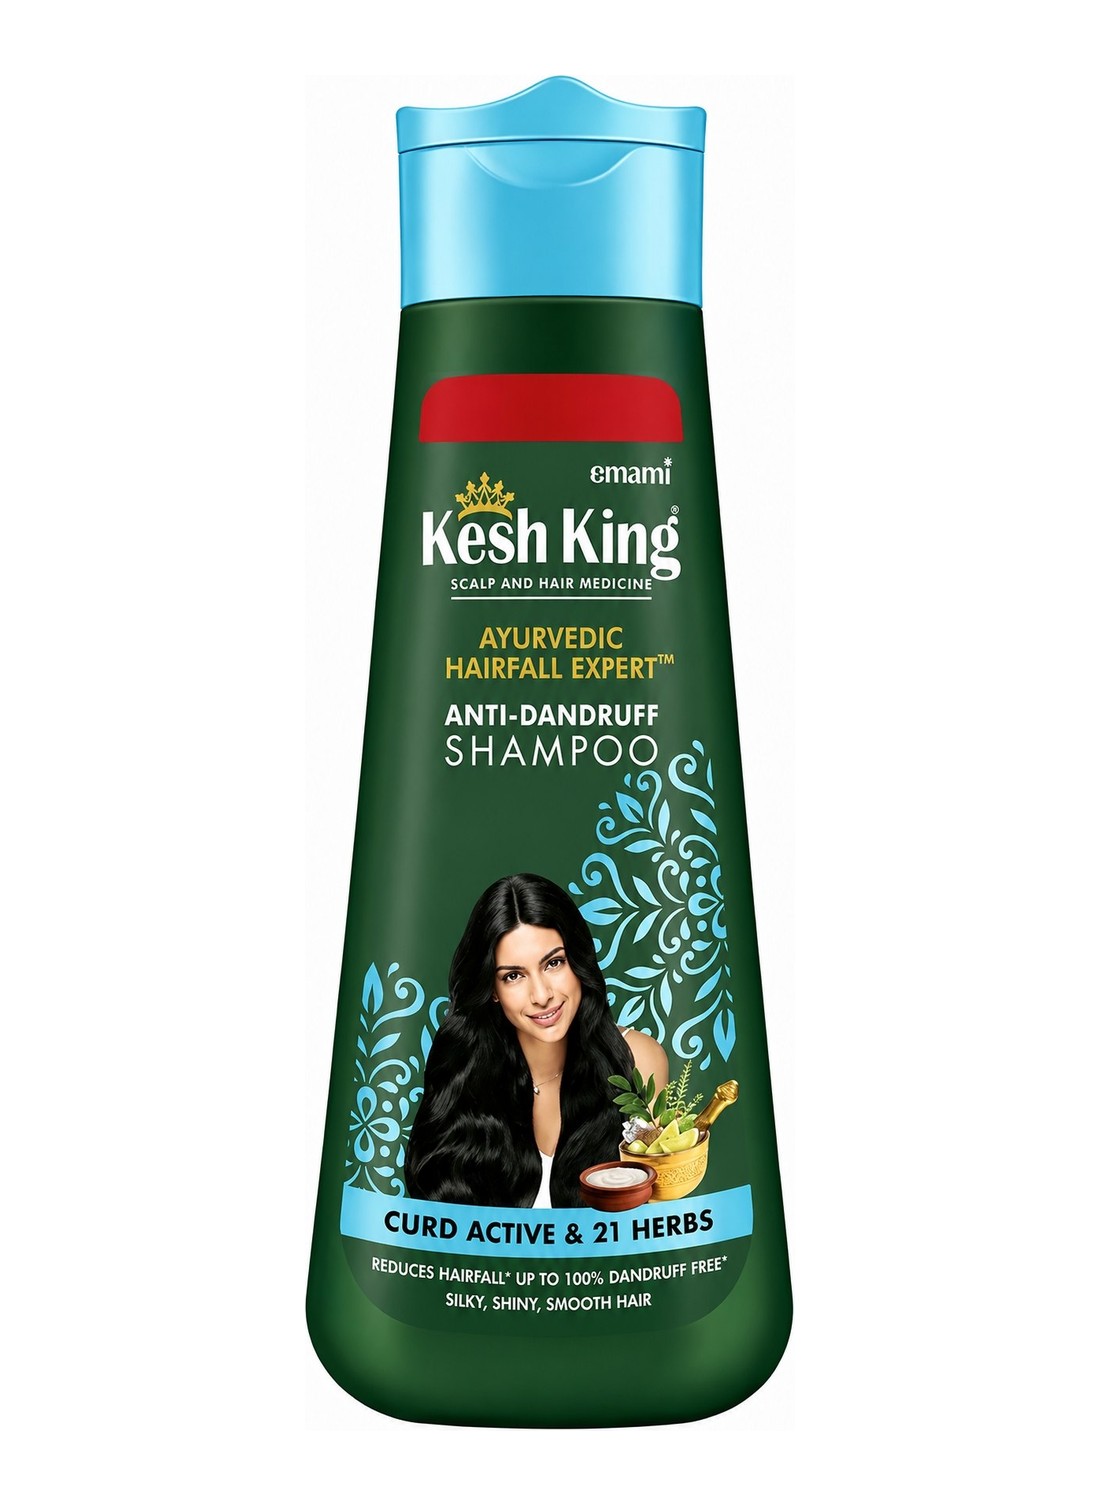 emami
Kesh King®
SCALP AND HAIR MEDICINE
AYURVEDIC
HAIRFALL EXPERT™
ANTI-DANDRUFF
SHAMPOO
CURD ACTIVE & 21 HERBS
REDUCES HAIRFALL* UP TO 100% DANDRUFF FREE*
SILKY, SHINY, SMOOTH HAIR